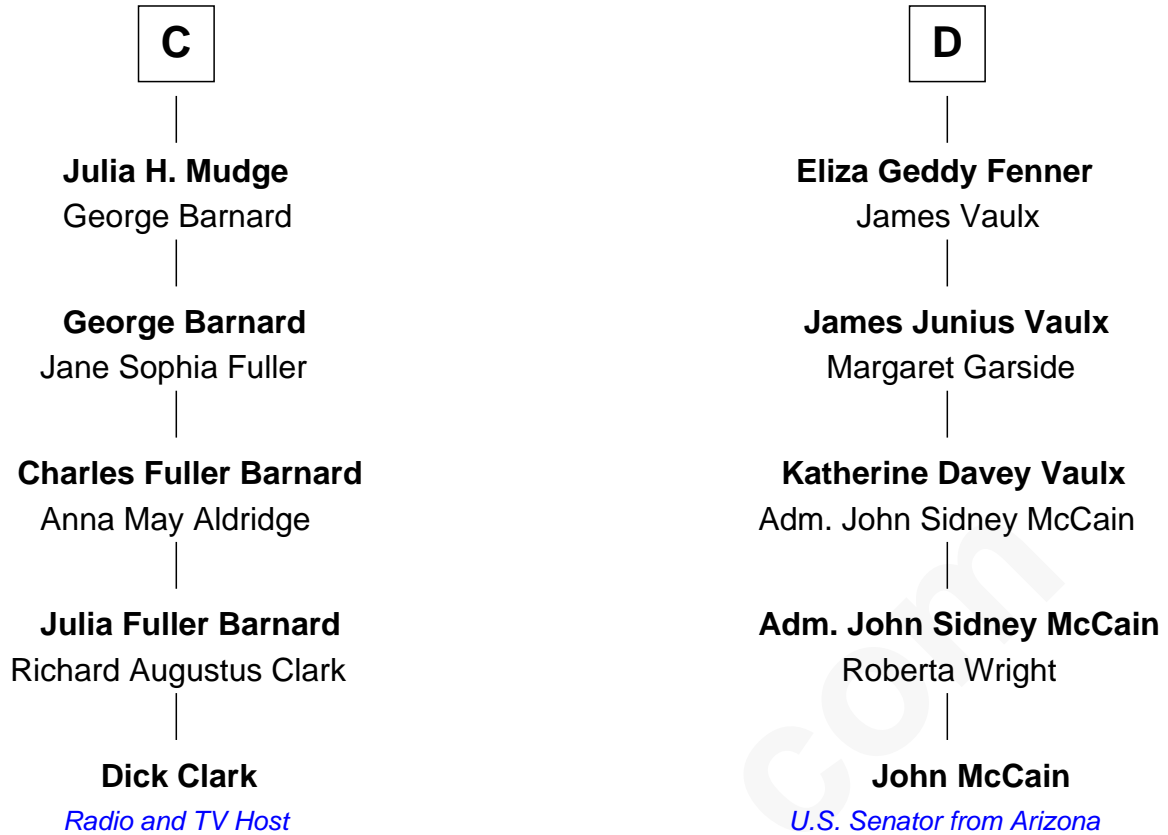 C
Julia H. Mudge
George Barnard
George Barnard
Jane Sophia Fuller
Charles Fuller Barnard
Anna May Aldridge
Julia Fuller Barnard
Richard Augustus Clark
Dick Clark
Radio and TV Host
D
Eliza Geddy Fenner
James Vaulx
James Junius Vaulx
Margaret Garside
Katherine Davey Vaulx
Adm. John Sidney McCain
Adm. John Sidney McCain
Roberta Wright
John McCain
U.S. Senator from Arizona
com